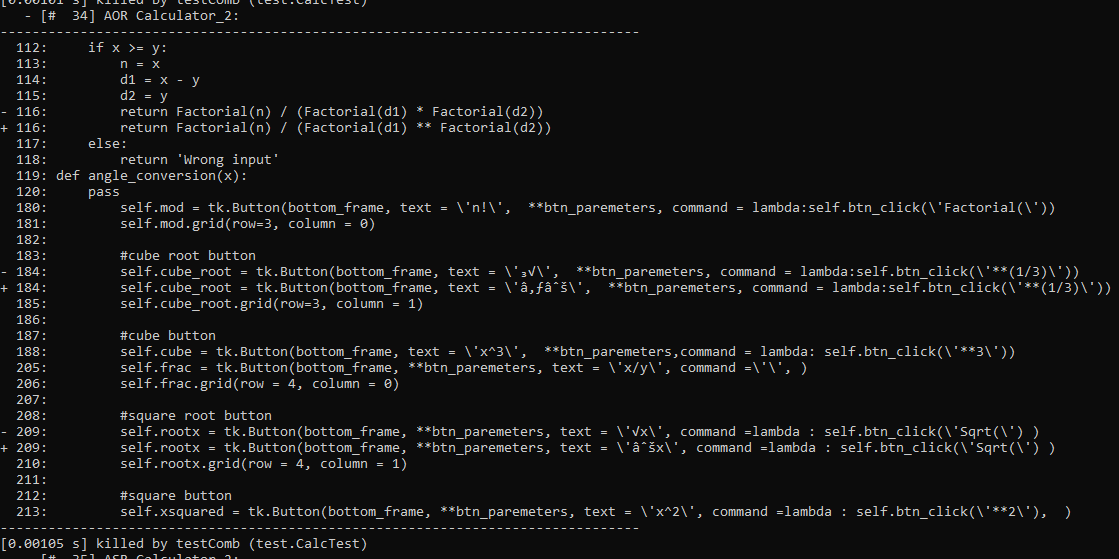 [0.00101 s] killed by testComb (test.CalcTest)
   - [#  34] AOR Calculator_2:
--------------------------------------------------------------------------------
  112:     if x >= y:
  113:         n = x
  114:         d1 = x - y
  115:         d2 = y
- 116:         return Factorial(n) / (Factorial(d1) * Factorial(d2))
+ 116:         return Factorial(n) / (Factorial(d1) ** Factorial(d2))
  117:     else:
  118:         return 'Wrong input'
  119: def angle_conversion(x):
  120:     pass
  180:         self.mod = tk.Button(bottom_frame, text = \'n!\',  **btn_paremeters, command = lambda:self.btn_click(\'Factorial(\'))
  181:         self.mod.grid(row=3, column = 0)
  182:
  183:         #cube root button
- 184:         self.cube_root = tk.Button(bottom_frame, text = \'₃√\',  **btn_paremeters, command = lambda:self.btn_click(\'**(1/3)\'))
+ 184:         self.cube_root = tk.Button(bottom_frame, text = \'â‚ƒâˆš\',  **btn_paremeters, command = lambda:self.btn_click(\'**(1/3)\'))
  185:         self.cube_root.grid(row=3, column = 1)
  186:
  187:         #cube button
  188:         self.cube = tk.Button(bottom_frame, text = \'x^3\',  **btn_paremeters,command = lambda: self.btn_click(\'**3\'))
  205:         self.frac = tk.Button(bottom_frame, **btn_paremeters, text = \'x/y\', command =\'\', )
  206:         self.frac.grid(row = 4, column = 0)
  207:
  208:         #square root button
- 209:         self.rootx = tk.Button(bottom_frame, **btn_paremeters, text = \'√x\', command =lambda : self.btn_click(\'Sqrt(\') )
+ 209:         self.rootx = tk.Button(bottom_frame, **btn_paremeters, text = \'âˆšx\', command =lambda : self.btn_click(\'Sqrt(\') )
  210:         self.rootx.grid(row = 4, column = 1)
  211:
  212:         #square button
  213:         self.xsquared = tk.Button(bottom_frame, **btn_paremeters, text = \'x^2\', command =lambda : self.btn_click(\'**2\'),  )
--------------------------------------------------------------------------------
[0.00105 s] killed by testComb (test.CalcTest)
   - [#  35] ASR Calculator_2: